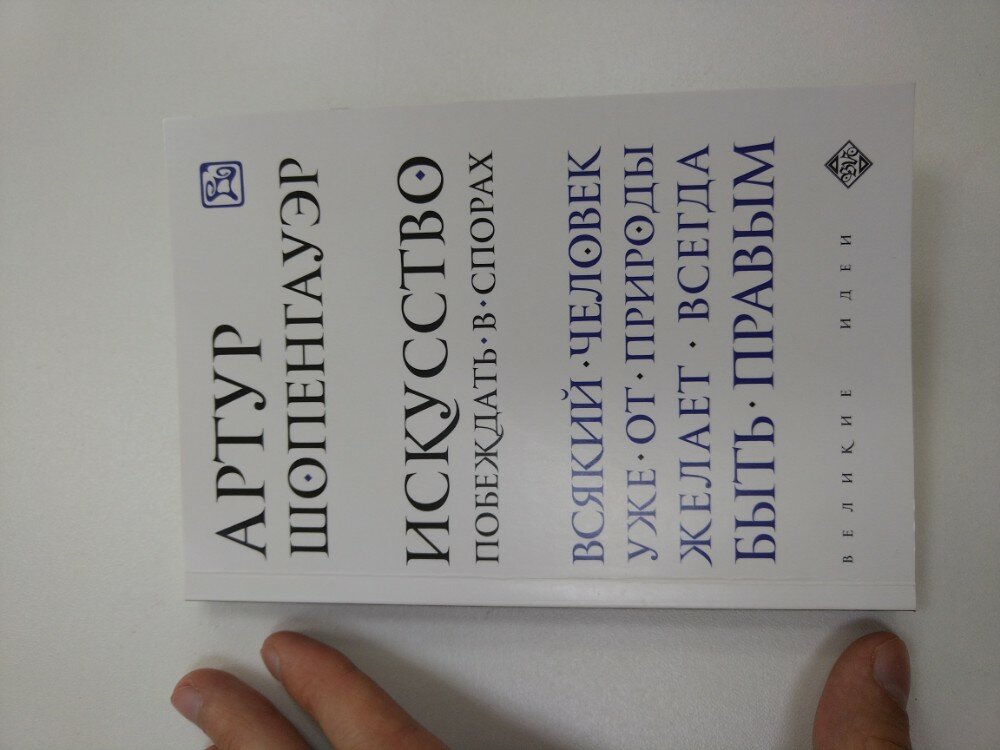 АРТУР
ШОПЕНГАУЭР
ИСКУССТВО
ПОБЕЖДАТЬ·В·СПОРАХ
ВСЯКИЙ·ЧЕЛОВЕК
УЖЕ·ОТ·ПРИРОДЫ
ЖЕЛАЕТ·ВСЕГДА
БЫТЬ·ПРАВЫМ
ВЕЛИКИЕ ИДЕИ